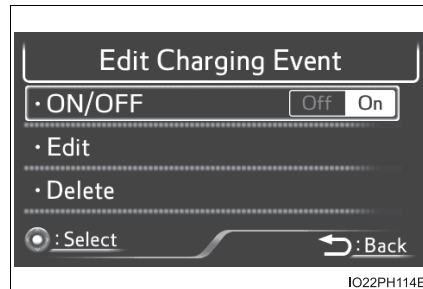 Edit Charging Event
・ON/OFF Off On
・Edit
・Delete
: Select : Back
IO22PH114E